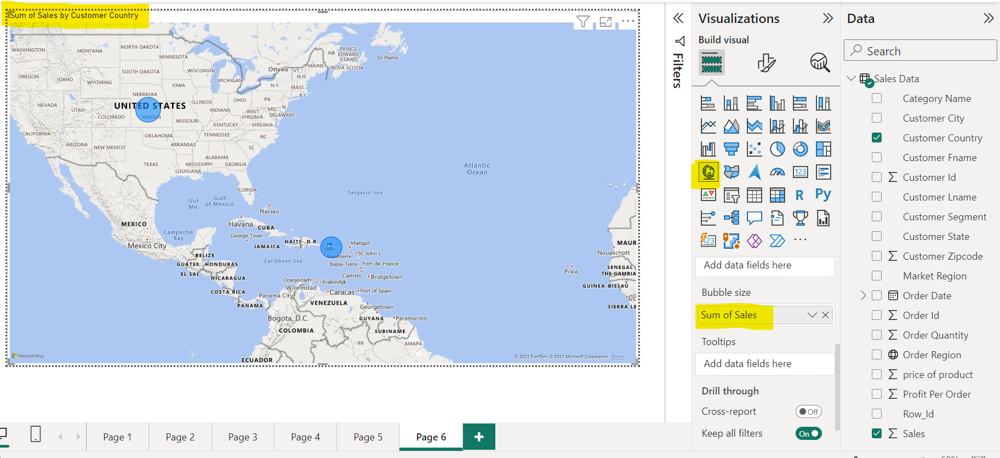 Sum of Sales by Customer Country
WASHINGTON
MONTANA
NORTH DAKOTA
MINNESOTA
OREGON
IDAHO
WYOMING
SOUTH DAKOTA
WISCONSIN
MICHIGAN
Ottawa
VT.
N.H.
MAINE
NB
PRINCE
EDWARD
ISLAND
NOVA SCOTIA
St-Pierre
N.Y.
MASS.
R.I.
IOWA
NEBRASKA
UNITED STATES
NEVADA
UTAH
COLORADO
KANSAS
ILLINOIS
INDIANA
OHIO
PA
MD.
N.J.
DELAWARE
WEST
VIRGINIA
MISSOURI
KENTUCKY
VIRGINIA
CALIFORNIA
ARIZONA
NEW MEXICO
OKLAHOMA
ARKANSAS
TENNESSEE
NC
SC
TEXAS
ALABAMA
MISSISSIPPI
GEORGIA
LOUISIANA
FLORIDA
Atlantic
Ocean
Sargasso Sea
Gul
Me:
Gulf
of Mexico
Nassau
MEXICO
Mexico City
Campeche
Bay
Havana
CUBA
George Town
JAMAICA
HAITI
D.R.
PR
(US)
Marigot
Basseterre
St. John's
Basse-Terre
Fort-de-France
Caribbean Sea
Castries
Bridgetown
BELIZE
GUATEM
HONDURAS
EL SAL
NICARAGUA
COSTA RICA
PANAMA
Panama City
Oranjestad
Kralendijk
Willemstad
Caracas
Port of Spain
VENEZUELA
Georgetown
GUYANA
Paramaribo
SURINAME
Bogota, D.C.
COLOMBIA
RR
AMAPÁ
ECUADOR
MAUR
Nouakchott
Praia
SENEGAL
THE GAMBIA
GUINEA-BISSAU
Co
SIERRA LE
Microsoft Bing
© 2023 TomTom, © 2023 Microsoft Corporation Terms
Filters
Visualizations
Build visual
123
R
Py
123
Add data fields here
Bubble size
Sum of Sales
Tooltips
Add data fields here
Drill through
Cross-report
Off
Keep all filters
On
Data
Search
Sales Data
Category Name
Customer City
Customer Country
Customer Fname
Customer Id
Customer Lname
Customer Segment
Customer State
Customer Zipcode
Market Region
Order Date
Order Id
Order Quantity
Order Region
price of product
Profit Per Order
Row_Id
Sales
Page 1
Page 2
Page 3
Page 4
Page 5
Page 6